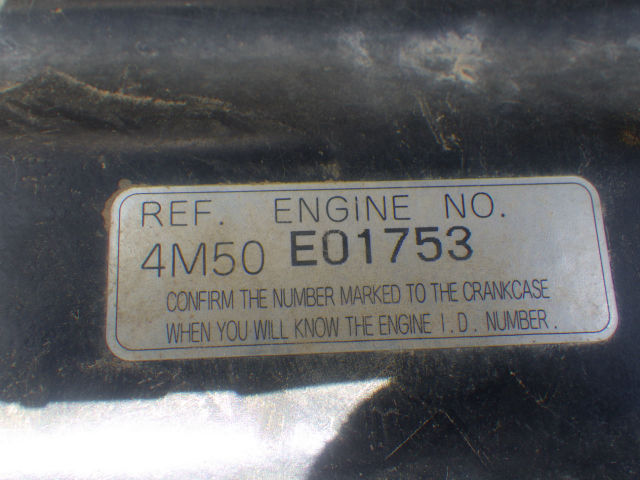 REF. ENGINE NO.
4M50 E01753
CONFIRM THE NUMBER MARKED TO THE CRANKCASE
WHEN YOU WILL KNOW THE ENGINE I.D. NUMBER.